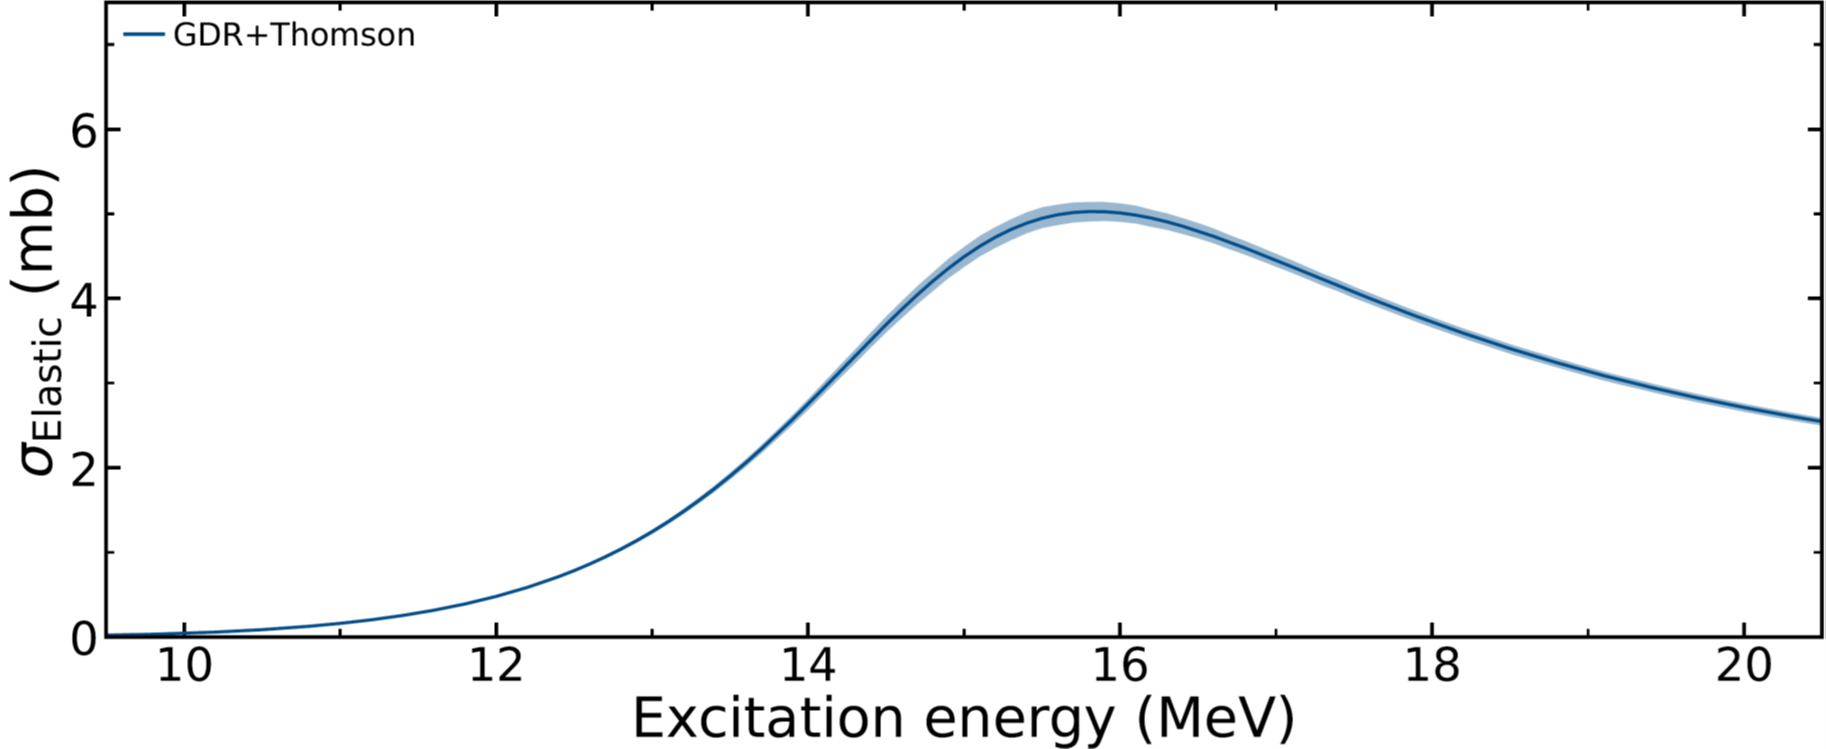 GDR+Thomson
σElastic (mb)
6
4
2
0
10 12 14 16 18 20
Excitation energy (MeV)